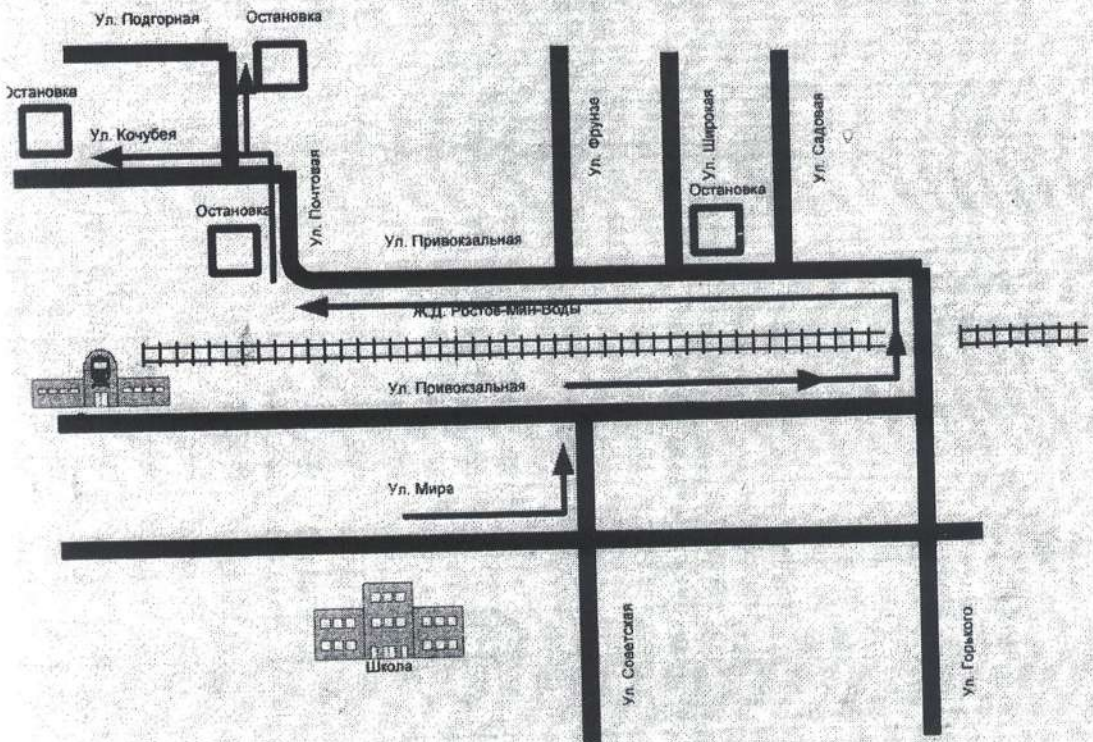 Ул. Подгорная
Остановка
Остановка
Ул. Кочубея
Остановка
Ул. Почтовая
Ул. Привокзальная
Ул. Фрунзе
Ул. Широкая
Остановка
Ул. Садовая
Ж.Д. Ростов-Мин-Воды
Ул. Привокзальная
Ул. Мира
Школа
Ул. Советская
Ул. Горького